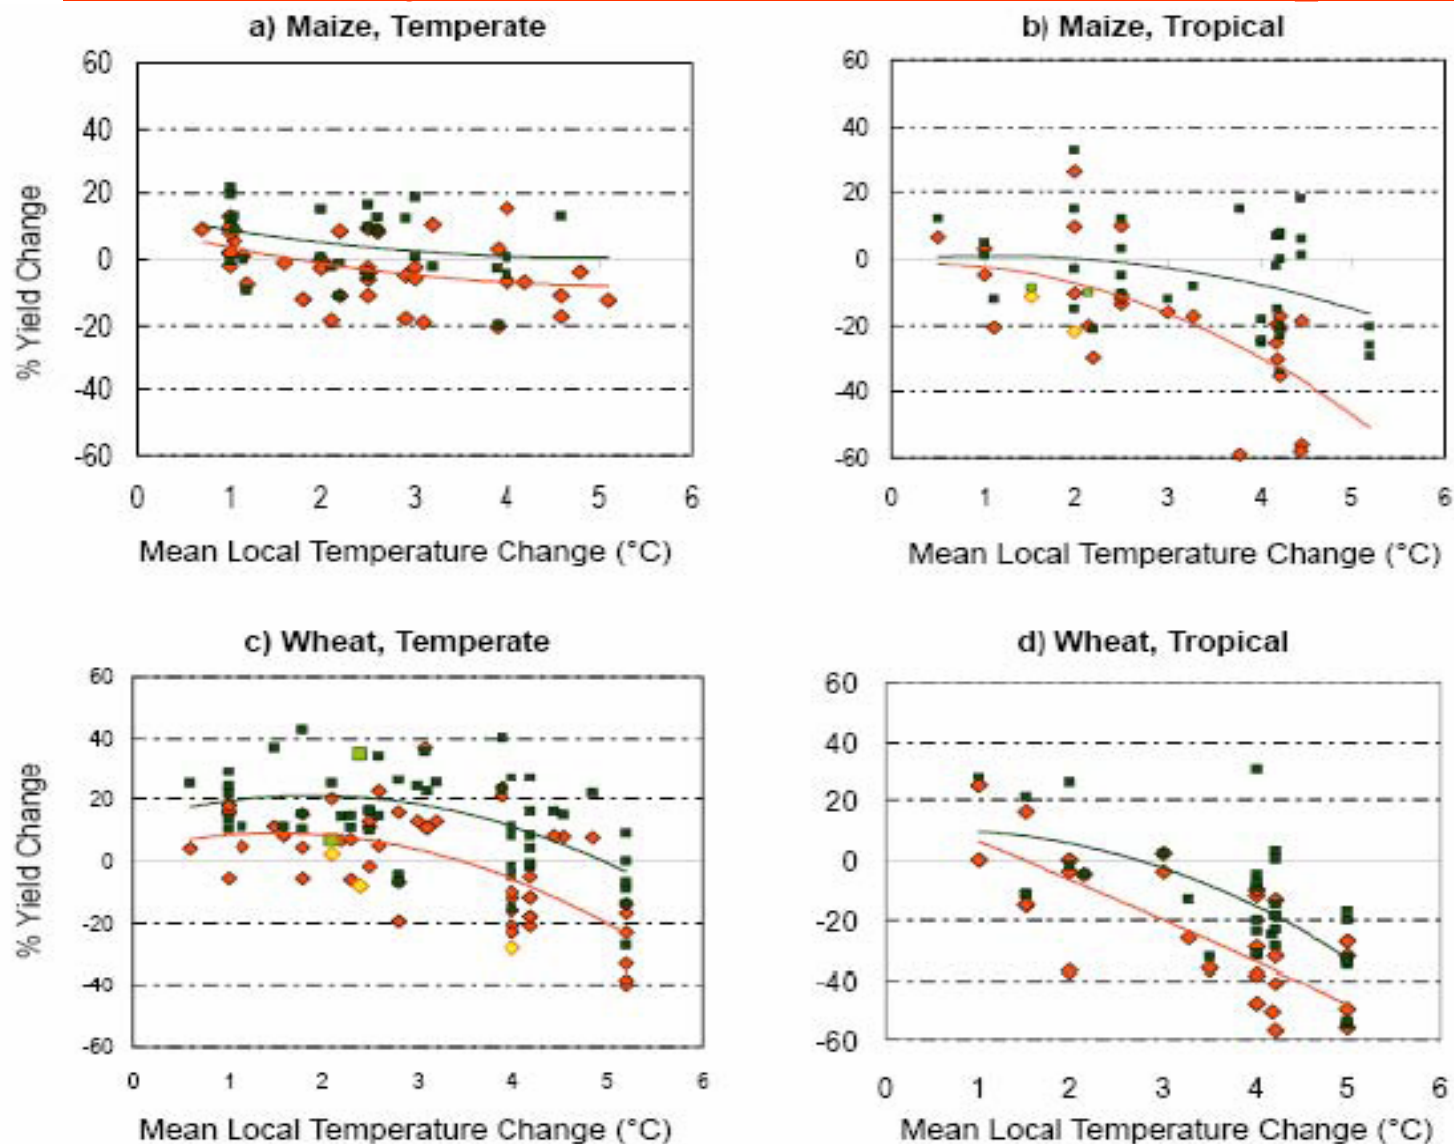 a) Maize, Temperate
b) Maize, Tropical
60
40
20
0
-20
-40
-60
% Yield Change
0 1 2 3 4 5 6
Mean Local Temperature Change (°C)
60
40
20
0
-20
-40
-60
0 1 2 3 4 5 6
Mean Local Temperature Change (°C)
c) Wheat, Temperate
d) Wheat, Tropical
60
40
20
0
-20
-40
-60
% Yield Change
0 1 2 3 4 5 6
Mean Local Temperature Change (°C)
60
40
20
0
-20
-40
-60
0 1 2 3 4 5 6
Mean Local Temperature Change (°C)